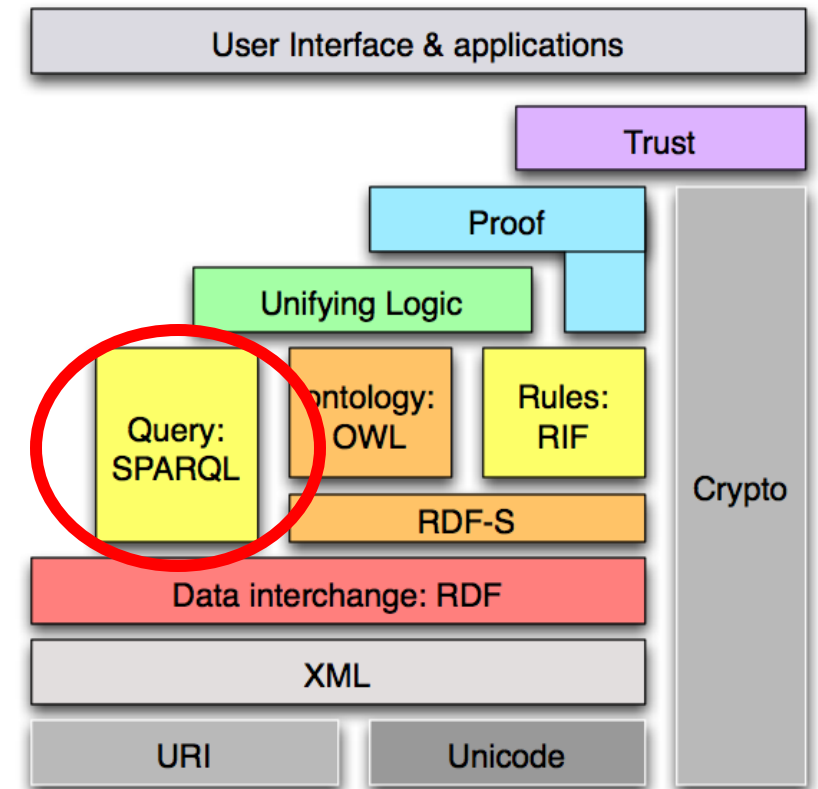 User Interface & applications
Trust
Proof
Unifying Logic
Query:
SPARQL
ontology:
OWL
Rules:
RIF
Crypto
RDF-S
Data interchange: RDF
XML
URI
Unicode